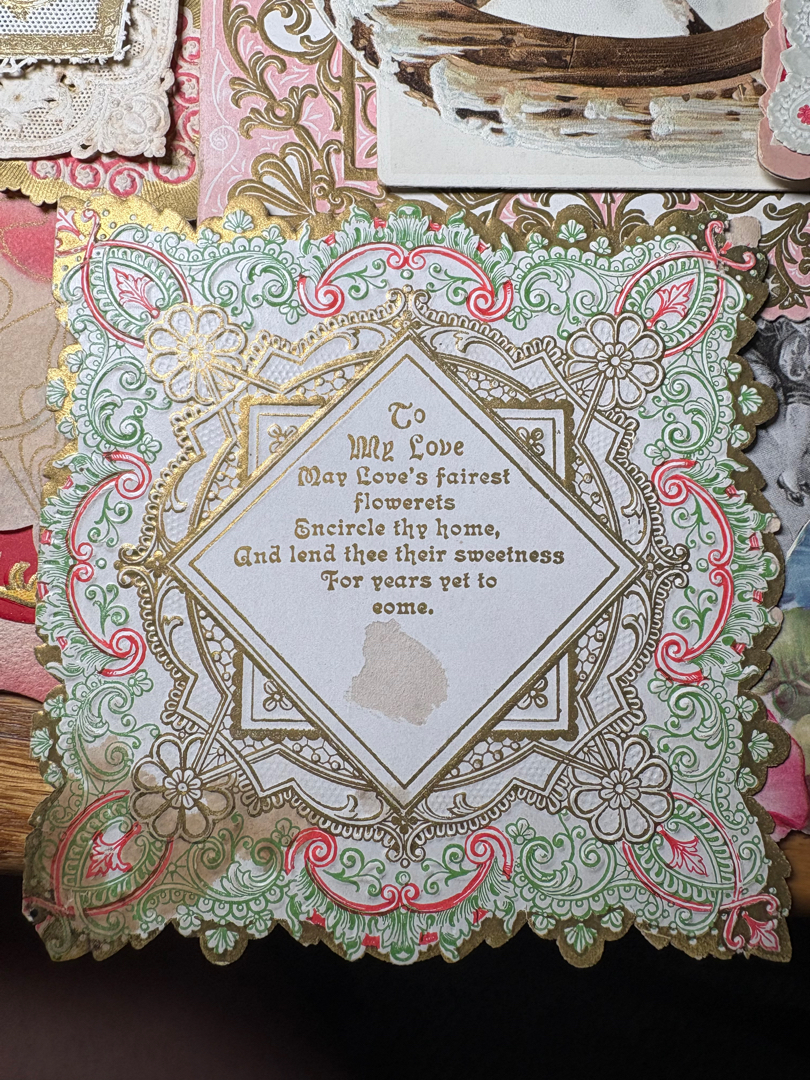 To
My Love
May Love's fairest
flowerets
Encircle thy home,
And lend thee their sweetness
For years yet to
come.